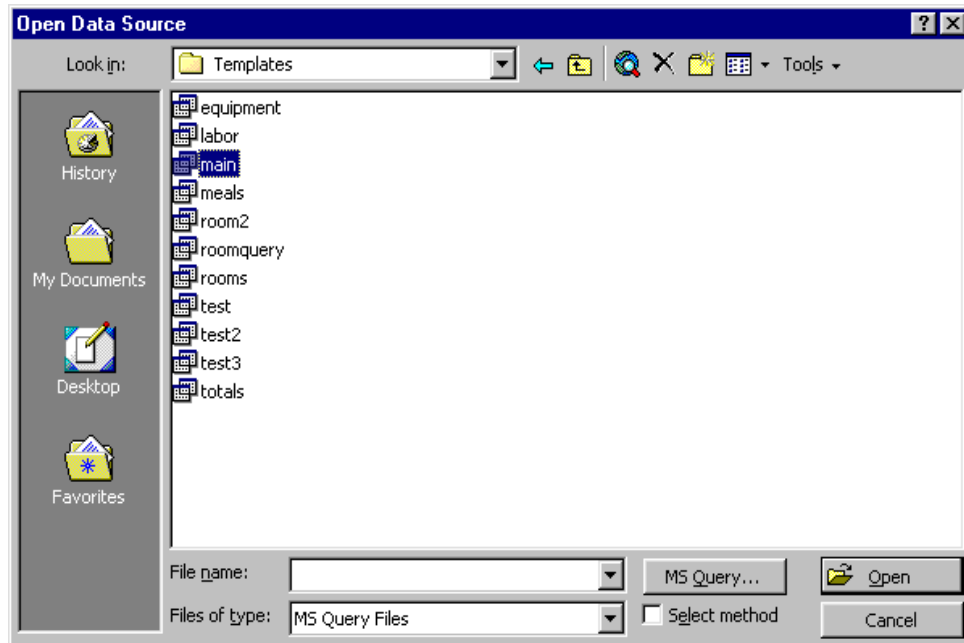 Open Data Source
Look in: Templates Tools
equipment
labor
History
main
meals
room2
roomquery
My Documents
rooms
test
test2
test3
Desktop
totals
Favorites
File name: MS Query... Open
Files of type: MS Query Files Select method Cancel